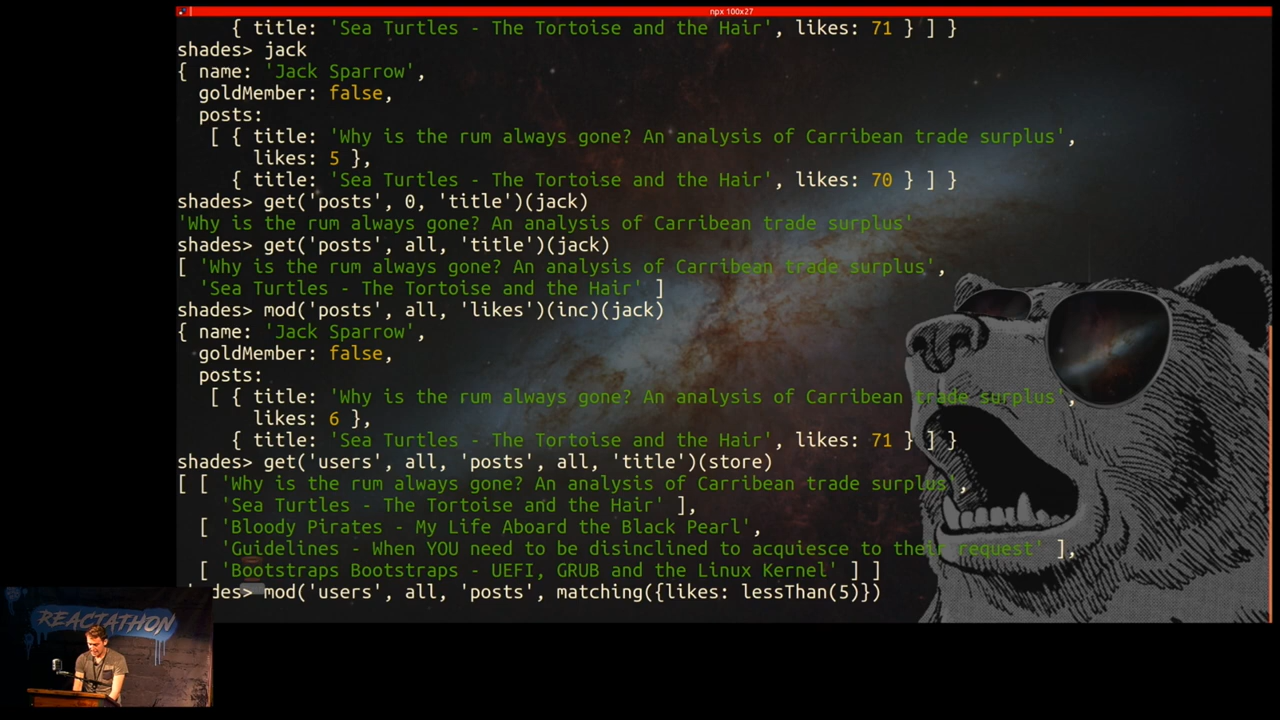 npx 100x27
{ title: 'Sea Turtles - The Tortoise and the Hair', likes: 71 } ] }
shades> jack
{ name: 'Jack Sparrow',
goldMember: false,
posts:
[ { title: 'Why is the rum always gone? An analysis of Carribean trade surplus',
likes: 5 },
{ title: 'Sea Turtles - The Tortoise and the Hair', likes: 70 } ] }
shades> get('posts', 0, 'title')(jack)
'Why is the rum always gone? An analysis of Carribean trade surplus'
shades> get('posts', all, 'title')(jack)
[ 'Why is the rum always gone? An analysis of Carribean trade surplus',
'Sea Turtles - The Tortoise and the Hair' ]
shades> mod('posts', all, 'likes')(inc)(jack)
{ name: 'Jack Sparrow',
goldMember: false,
posts:
[ { title: 'Why is the rum always gone? An analysis of Carribean trade surplus',
likes: 6 },
{ title: 'Sea Turtles - The Tortoise and the Hair', likes: 71 } ] }
shades> get('users', all, 'posts', all, 'title')(store)
[ [ 'Why is the rum always gone? An analysis of Carribean trade surplus',
'Sea Turtles - The Tortoise and the Hair' ],
[ 'Bloody Pirates - My Life Aboard the Black Pearl',
'Guidelines - When YOU need to be disinclined to acquiesce to their request' ],
[ 'Bootstraps Bootstraps - UEFI, GRUB and the Linux Kernel' ] ]
des> mod('users', all, 'posts', matching({likes: lessThan(5)})
REACTATHON